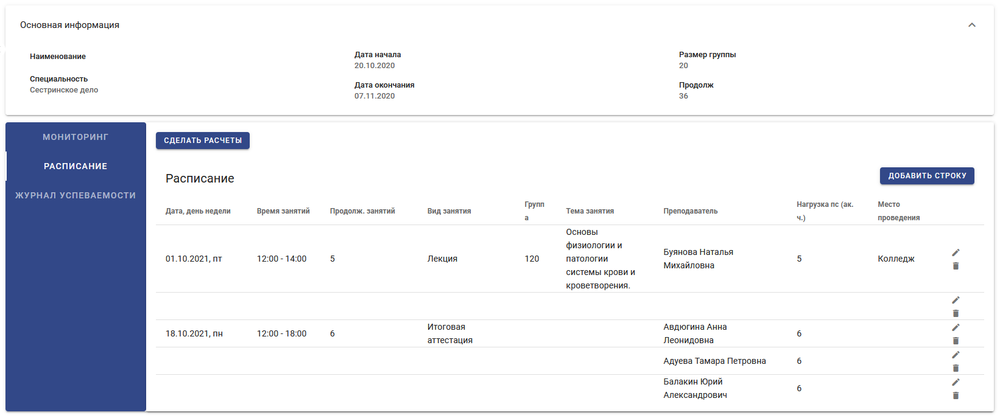 Основная информация
Наименование
Специальность
Сестринское дело
Дата начала
20.10.2020
Дата окончания
07.11.2020
Размер группы
20
Продолж
36
МОНИТОРИНГ
РАСПИСАНИЕ
ЖУРНАЛ УСПЕВАЕМОСТИ
СДЕЛАТЬ РАСЧЕТЫ
Расписание
ДОБАВИТЬ СТРОКУ
Дата, день недели
Время занятий
Продолж. занятий
Вид занятия
Групп
а
Тема занятия
Преподаватель
Нагрузка пс (ак.
ч.)
Место
проведения
01.10.2021, пт
12:00 - 14:00
5
Лекция
120
Основы
физиологии и
патологии
системы крови и
кроветворения.
Буянова Наталья
Михайловна
5
Колледж
18.10.2021, пн
12:00 - 18:00
6
Итоговая
аттестация
Авдюгина Анна
Леонидовна
6
Адуева Тамара Петровна
6
Балакин Юрий
Александрович
6